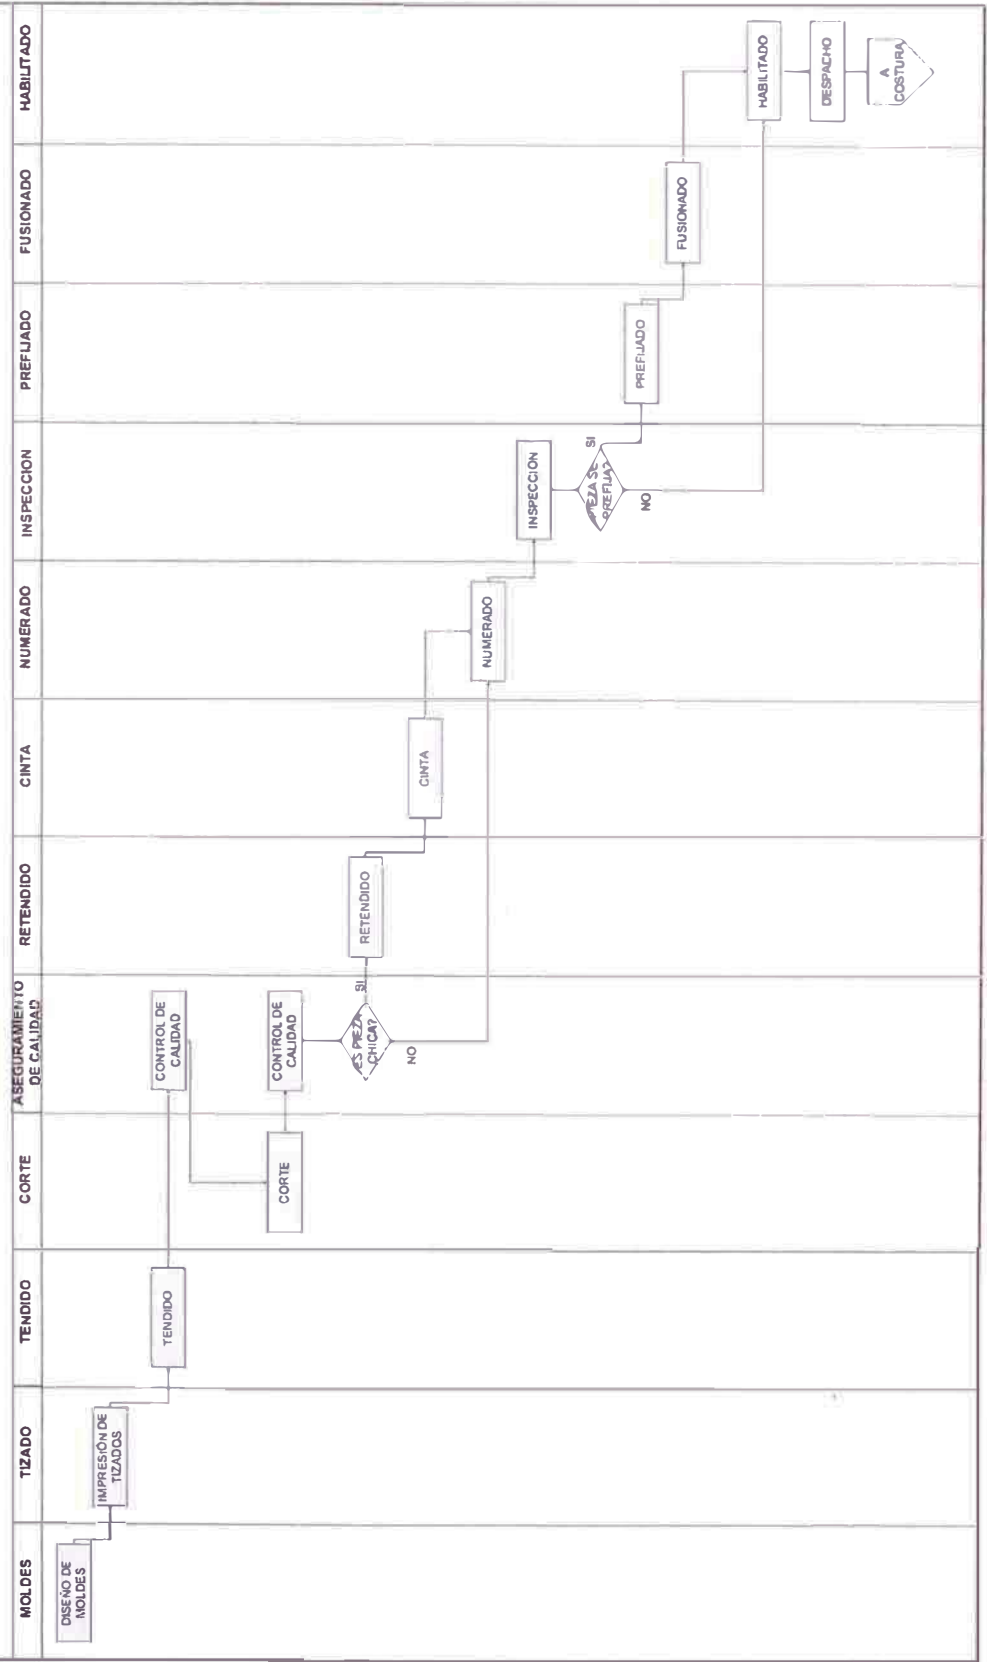 MOLDES
TIZADO
TENDIDO
CORTE
ASEGURAMIENTO
DE CALIDAD
RETENDIDO
CINTA
NUMERADO
INSPECCION
PREFIJADO
FUSIONADO
HABILITADO
DISEÑO DE
MOLDES
IMPRESIÓN DE
TIZADOS
TENDIDO
CONTROL DE
CALIDAD
CORTE
CONTROL DE
CALIDAD
ES PIEZA
CHICA?
SI
NO
RETENDIDO
CINTA
NUMERADO
INSPECCION
PIEZA SE
PREFIJA?
SI
NO
PREFIJADO
FUSIONADO
HABILITADO
DESPACHO
A
COSTURA